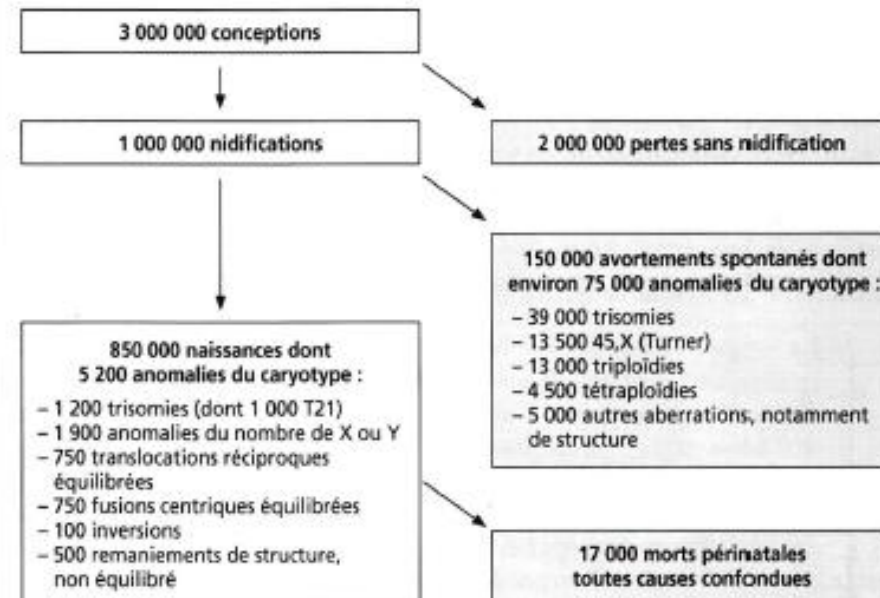 3 000 000 conceptions
1 000 000 nidifications
2 000 000 pertes sans nidification
150 000 avortements spontanés dont
environ 75 000 anomalies du caryotype :
– 39 000 trisomies
– 13 500 45,X (Turner)
– 13 000 triploïdies
– 4 500 tétraploïdies
– 5 000 autres aberrations, notamment
de structure
850 000 naissances dont
5 200 anomalies du caryotype :
– 1 200 trisomies (dont 1 000 T21)
– 1 900 anomalies du nombre de X ou Y
– 750 translocations réciproques
équilibrées
– 750 fusions centriques équilibrées
– 100 inversions
– 500 remaniements de structure,
non équilibré
17 000 morts périnatales
toutes causes confondues